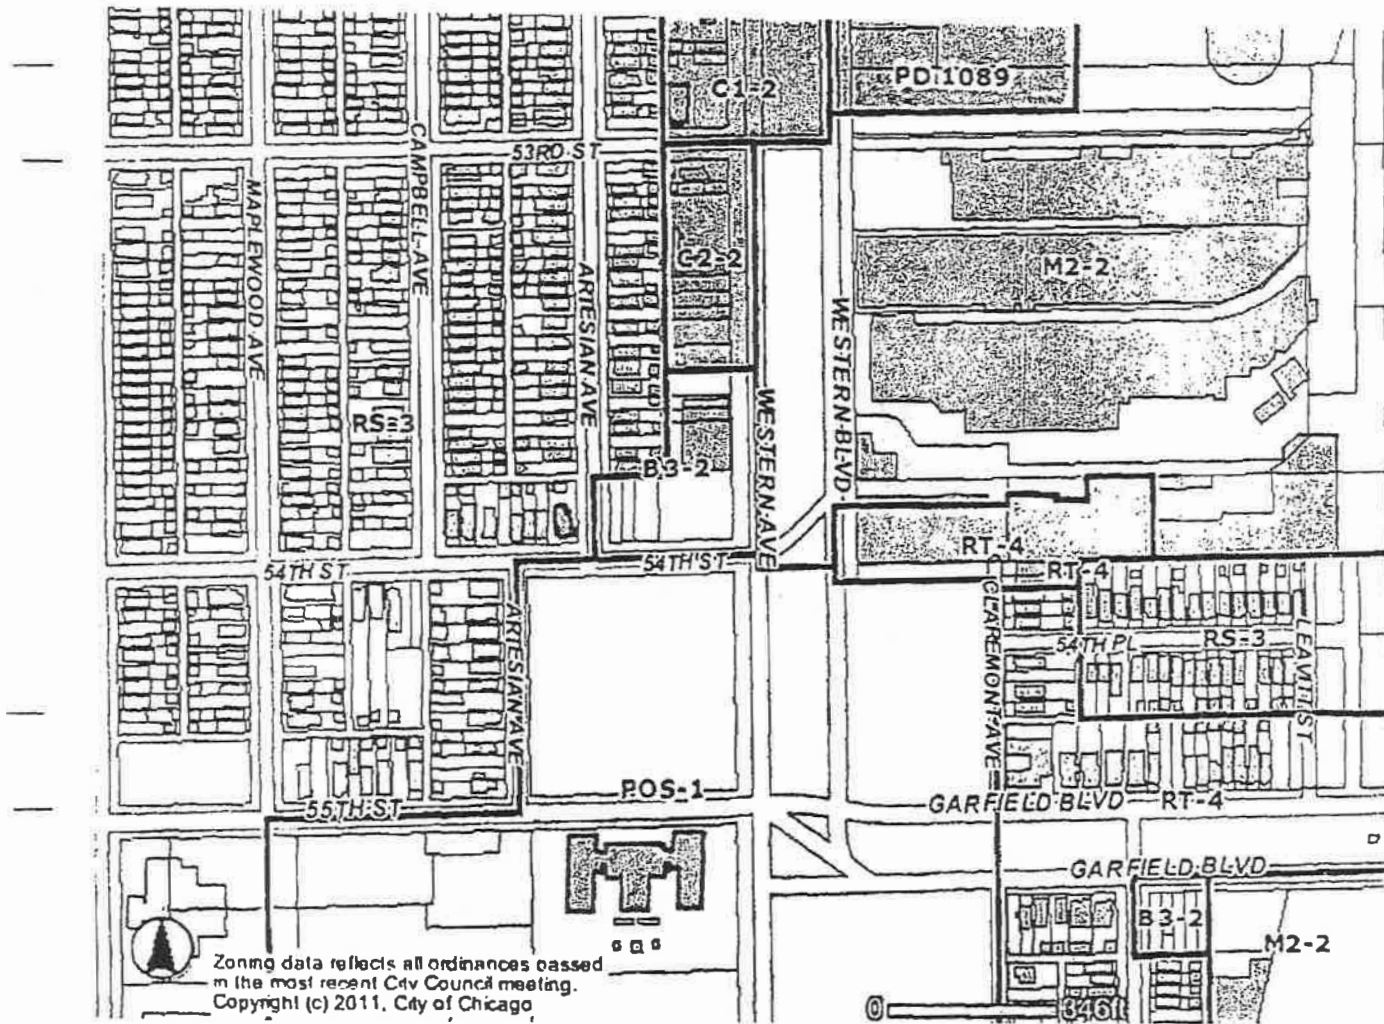 PD 1089
C1-2
53RD ST
CAMPBELL AVE
MAPLEWOOD AVE
ARTESIAN AVE
C2-2
M2-2
WESTERN BLVD
WESTERN AVE
RS-3
B3-2
RT-4
54TH ST
54TH ST
RT-4
ARTESIAN AVE
CLAREMONT AVE
54TH PL
RS-3
LEAVITT ST
POS-1
55TH ST
GARFIELD BLVD
RT-4
GARFIELD BLVD
B3-2
M2-2
Zoning data reflects all ordinances passed
in the most recent City Council meeting.
Copyright (c) 2011, City of Chicago
0 346ft